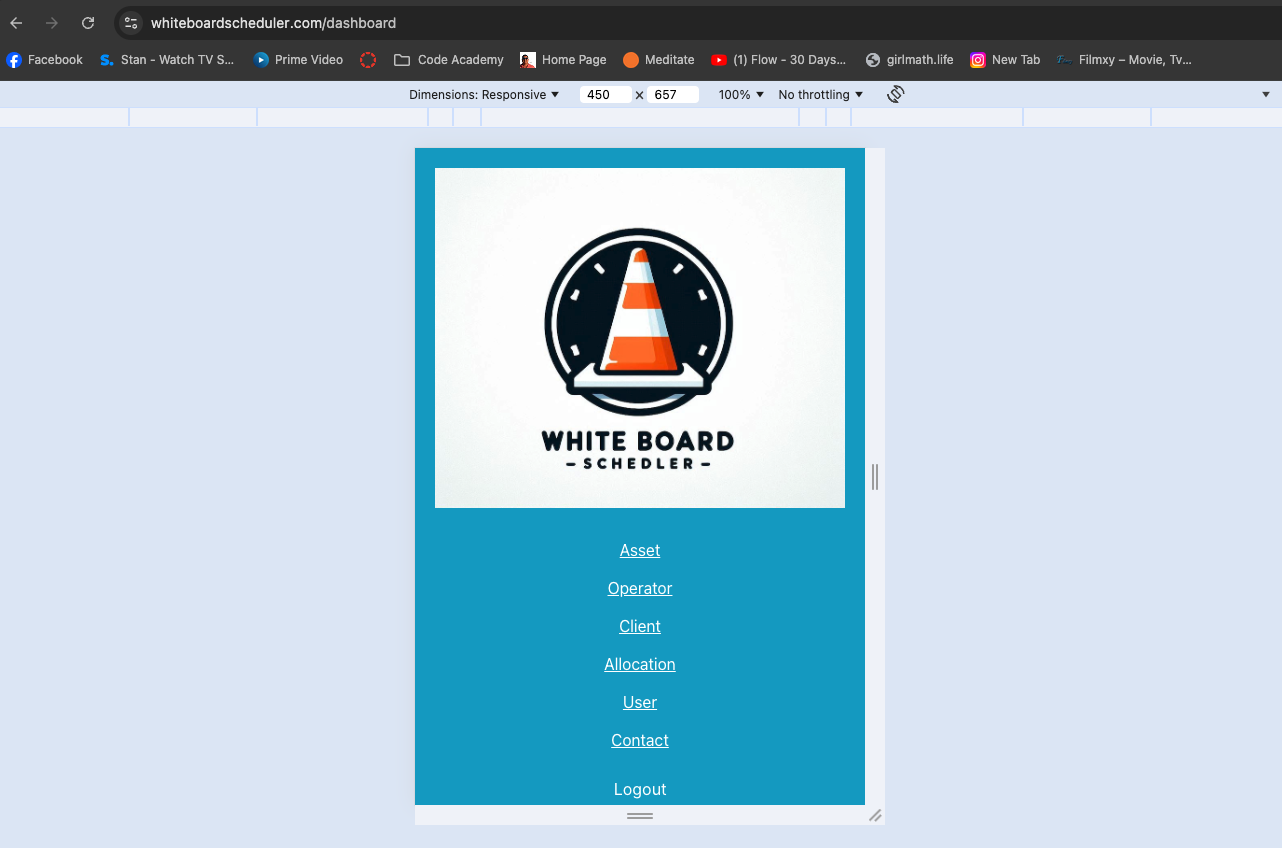 whiteboardscheduler.com/dashboard
Facebook Stan - Watch TV S... Prime Video Code Academy Home Page Meditate (1) Flow - 30 Days... girlmath.life New Tab Filmxy – Movie, Tv...
Dimensions: Responsive 450 × 657 100% No throttling
WHITE BOARD
– SCHEDLER –
Asset
Operator
Client
Allocation
User
Contact
Logout